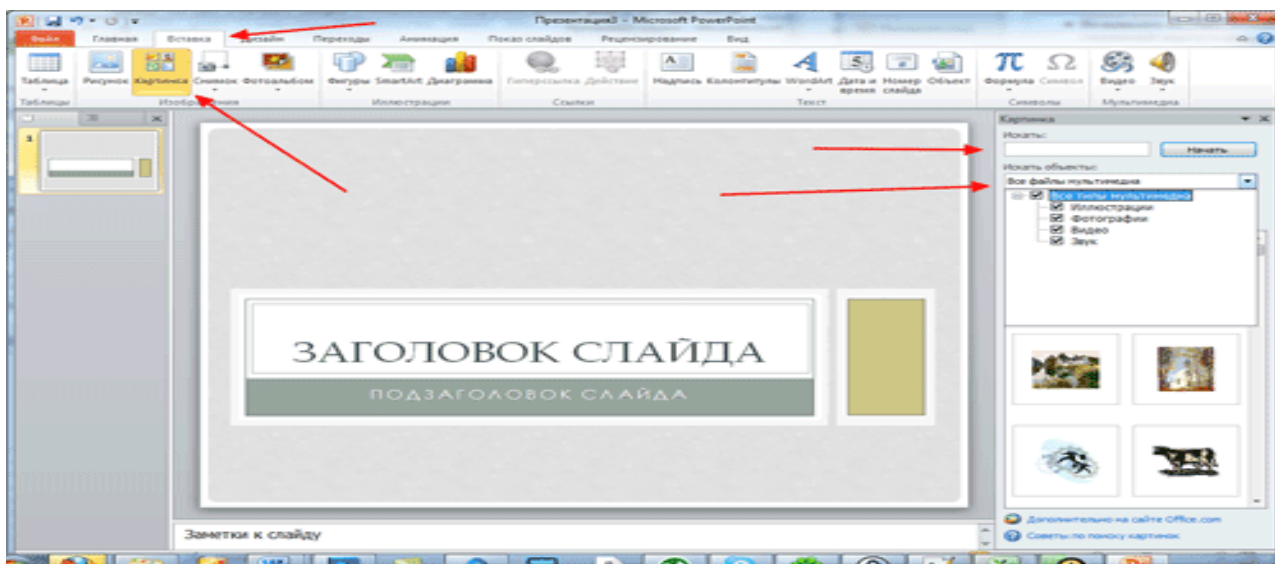 Презентация3 - Microsoft PowerPoint
Файл Главная Вставка Дизайн Переходы Анимация Показ слайдов Рецензирование Вид
Таблица Рисунок Картинка Снимок Фотоальбом Фигуры SmartArt Диаграмма Гиперссылка Действие Надпись Колонтитулы WordArt Дата и время Номер слайда Объект Формула Символ Видео Звук
Таблицы Изображения Иллюстрации Ссылки Текст Символы Мультимедиа
Картинка
Искать:
Начать
Искать объекты:
Все файлы мультимедиа
Все типы мультимедиа
Иллюстрации
Фотографии
Видео
Звук
1
ЗАГОЛОВОК СЛАЙДА
ПОДЗАГОЛОВОК СЛАЙДА
Дополнительно на сайте Office.com
Советы по поиску картинок
Заметки к слайду